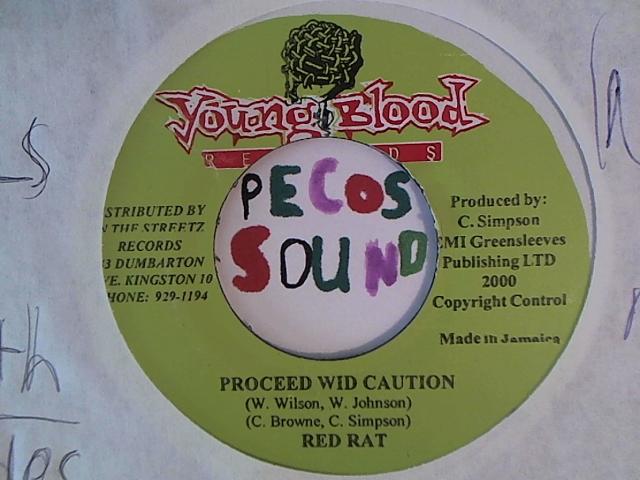 Young Blood
RECORDS
PECOS
SOUND
STRIBUTED BY
N THE STREETZ
RECORDS
3 DUMBARTON
VE. KINGSTON 10
HONE: 929-1194
Produced by:
C. Simpson
EMI Greensleeves
Publishing LTD
2000
Copyright Control
Made in Jamaica
PROCEED WID CAUTION
(W. Wilson, W. Johnson)
(C. Browne, C. Simpson)
RED RAT